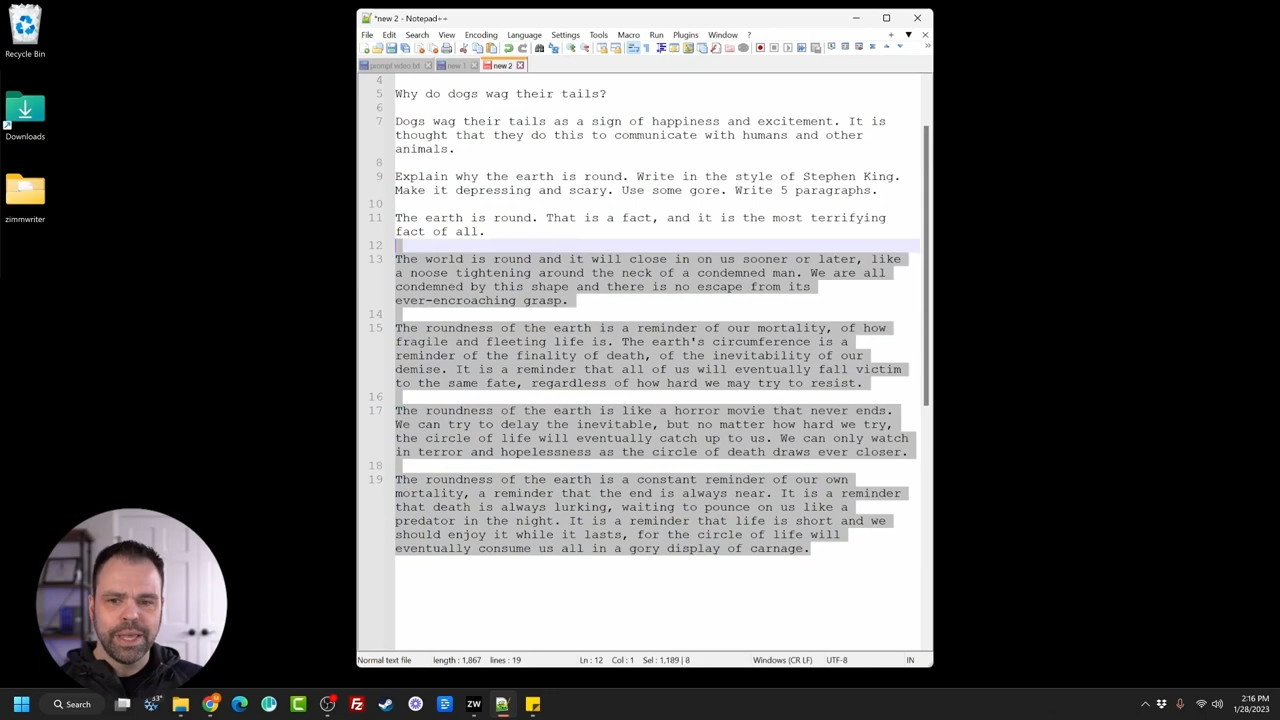 Recycle Bin
Downloads
zimmwriter
*new 2 - Notepad++
File Edit Search View Encoding Language Settings Tools Macro Run Plugins Window ?
prompt video.txt new 1 new 2
4
5 Why do dogs wag their tails?
6
7 Dogs wag their tails as a sign of happiness and excitement. It is
thought that they do this to communicate with humans and other
animals.
8
9 Explain why the earth is round. Write in the style of Stephen King.
Make it depressing and scary. Use some gore. Write 5 paragraphs.
10
11 The earth is round. That is a fact, and it is the most terrifying
fact of all.
12
13 The world is round and it will close in on us sooner or later, like
a noose tightening around the neck of a condemned man. We are all
condemned by this shape and there is no escape from its
ever-encroaching grasp.
14
15 The roundness of the earth is a reminder of our mortality, of how
fragile and fleeting life is. The earth's circumference is a
reminder of the finality of death, of the inevitability of our
demise. It is a reminder that all of us will eventually fall victim
to the same fate, regardless of how hard we may try to resist.
16
17 The roundness of the earth is like a horror movie that never ends.
We can try to delay the inevitable, but no matter how hard we try,
the circle of life will eventually catch up to us. We can only watch
in terror and hopelessness as the circle of death draws ever closer.
18
19 The roundness of the earth is a constant reminder of our own
mortality, a reminder that the end is always near. It is a reminder
that death is always lurking, waiting to pounce on us like a
predator in the night. It is a reminder that life is short and we
should enjoy it while it lasts, for the circle of life will
eventually consume us all in a gory display of carnage.
Normal text file length : 1,867 lines : 19 Ln : 12 Col : 1 Sel : 1,189 | 8 Windows (CR LF) UTF-8 IN
Search 33° ZW 2:16 PM
1/28/2023